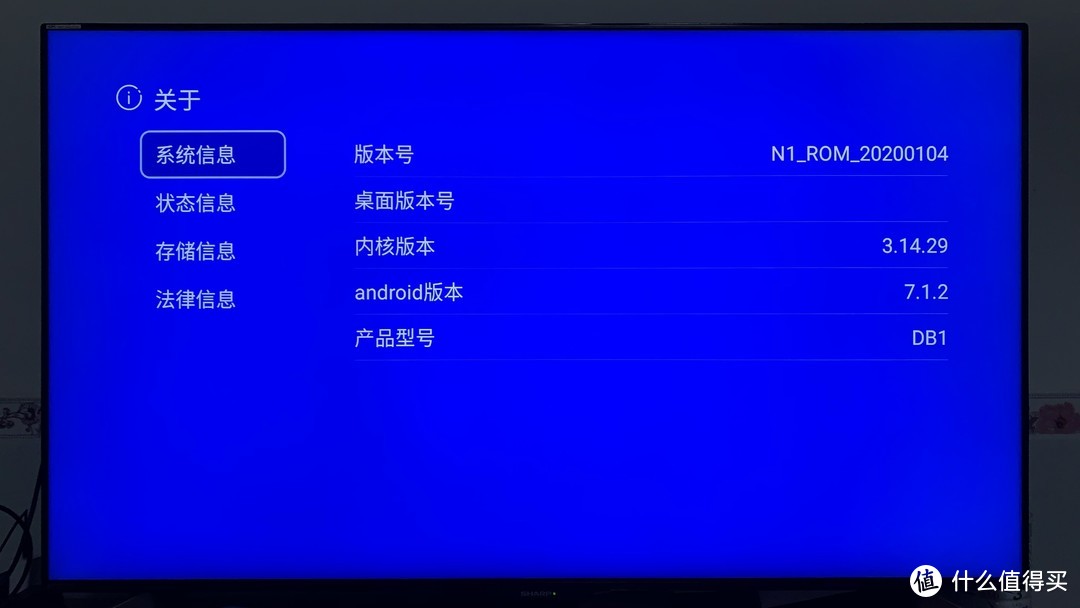 关于
系统信息
状态信息
存储信息
法律信息
版本号 N1_ROM_20200104
桌面版本号
内核版本 3.14.29
android版本 7.1.2
产品型号 DB1
SHARP
值 什么值得买